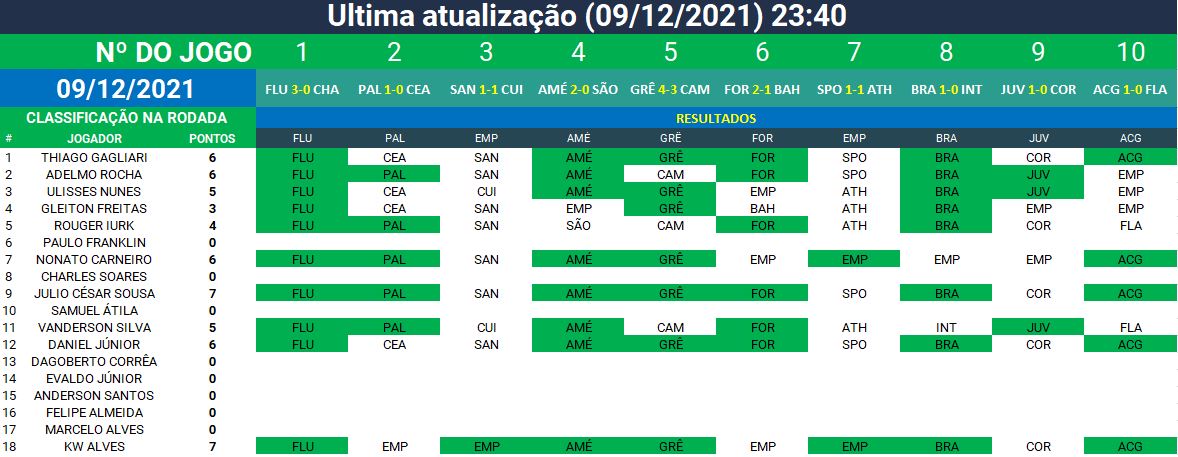 Ultima atualização (09/12/2021) 23:40
Nº DO JOGO 1 2 3 4 5 6 7 8 9 10
09/12/2021 FLU 3-0 CHA PAL 1-0 CEA SAN 1-1 CUI AMÉ 2-0 SÃO GRÊ 4-3 CAM FOR 2-1 BAH SPO 1-1 ATH BRA 1-0 INT JUV 1-0 COR ACG 1-0 FLA
CLASSIFICAÇÃO NA RODADA RESULTADOS
# JOGADOR PONTOS FLU PAL EMP AMÉ GRÊ FOR EMP BRA JUV ACG
1 THIAGO GAGLIARI 6 FLU CEA SAN AMÉ GRÊ FOR SPO BRA COR ACG
2 ADELMO ROCHA 6 FLU PAL SAN AMÉ CAM FOR SPO BRA JUV EMP
3 ULISSES NUNES 5 FLU CEA CUI AMÉ GRÊ EMP ATH BRA JUV EMP
4 GLEITON FREITAS 3 FLU CEA SAN EMP GRÊ BAH ATH BRA EMP EMP
5 ROUGER IURK 4 FLU PAL SAN SÃO CAM FOR ATH BRA COR FLA
6 PAULO FRANKLIN 0
7 NONATO CARNEIRO 6 FLU PAL SAN AMÉ GRÊ EMP EMP EMP EMP ACG
8 CHARLES SOARES 0
9 JULIO CÉSAR SOUSA 7 FLU PAL SAN AMÉ GRÊ FOR SPO BRA COR ACG
10 SAMUEL ÁTILA 0
11 VANDERSON SILVA 5 FLU PAL CUI AMÉ CAM FOR ATH INT JUV FLA
12 DANIEL JÚNIOR 6 FLU CEA SAN AMÉ GRÊ FOR SPO BRA COR ACG
13 DAGOBERTO CORRÊA 0
14 EVALDO JÚNIOR 0
15 ANDERSON SANTOS 0
16 FELIPE ALMEIDA 0
17 MARCELO ALVES 0
18 KW ALVES 7 FLU EMP EMP AMÉ GRÊ EMP EMP BRA COR ACG